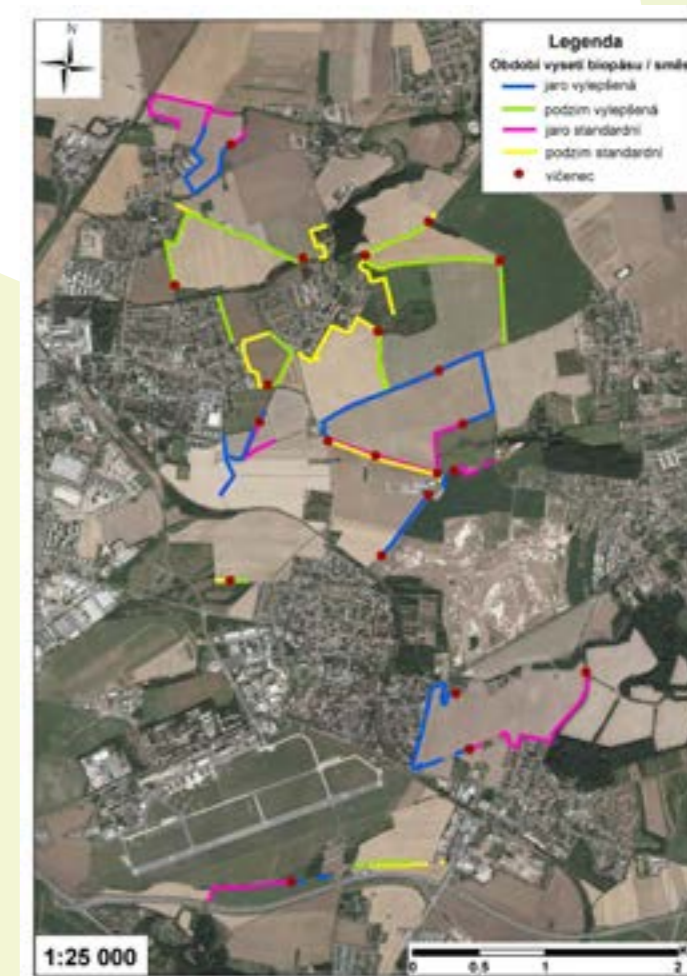 N
Legenda
Období vysetí biopásu / směs
jaro vylepšená
podzim vylepšená
jaro standardní
podzim standardní
vičenec
1:25 000
0 0.5 1 2